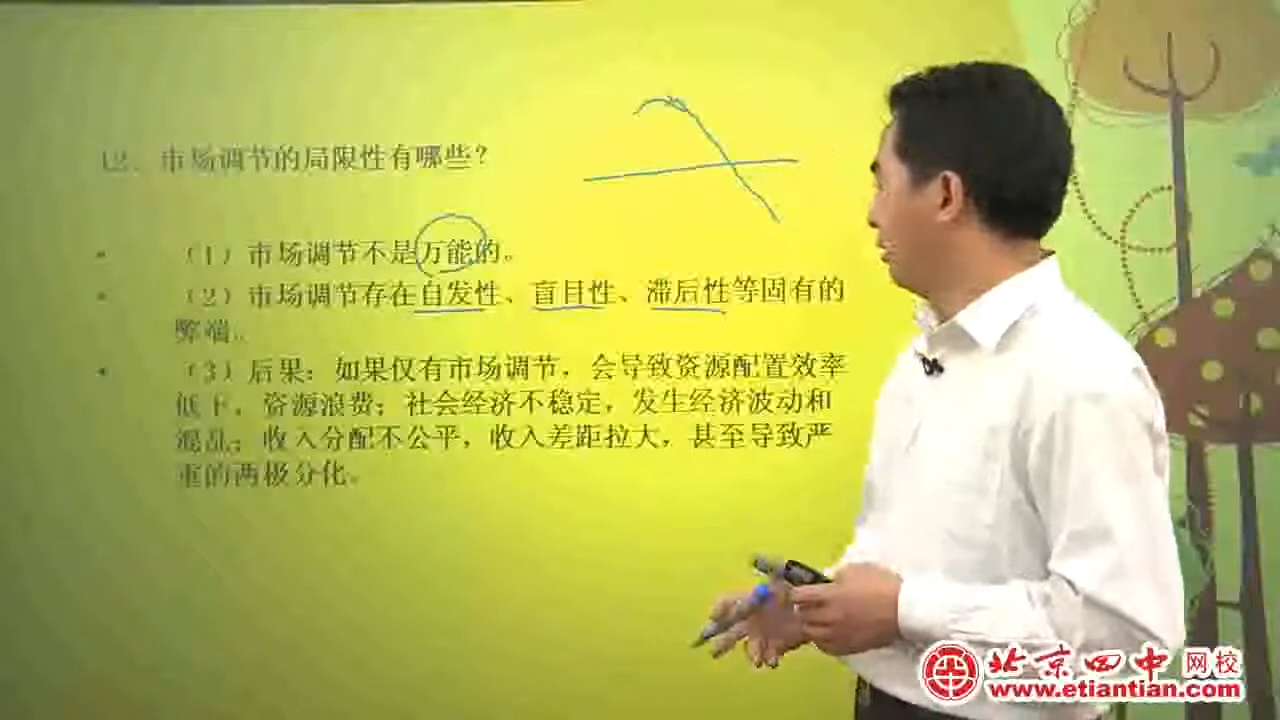 12、市场调节的局限性有哪些？
（1）市场调节不是万能的。
（2）市场调节存在自发性、盲目性、滞后性等固有的
弊端。
（3）后果：如果仅有市场调节，会导致资源配置效率
低下，资源浪费；社会经济不稳定，发生经济波动和
混乱；收入分配不公平，收入差距拉大，甚至导致严
重的两极分化。
北京四中网校
www.etiantian.com